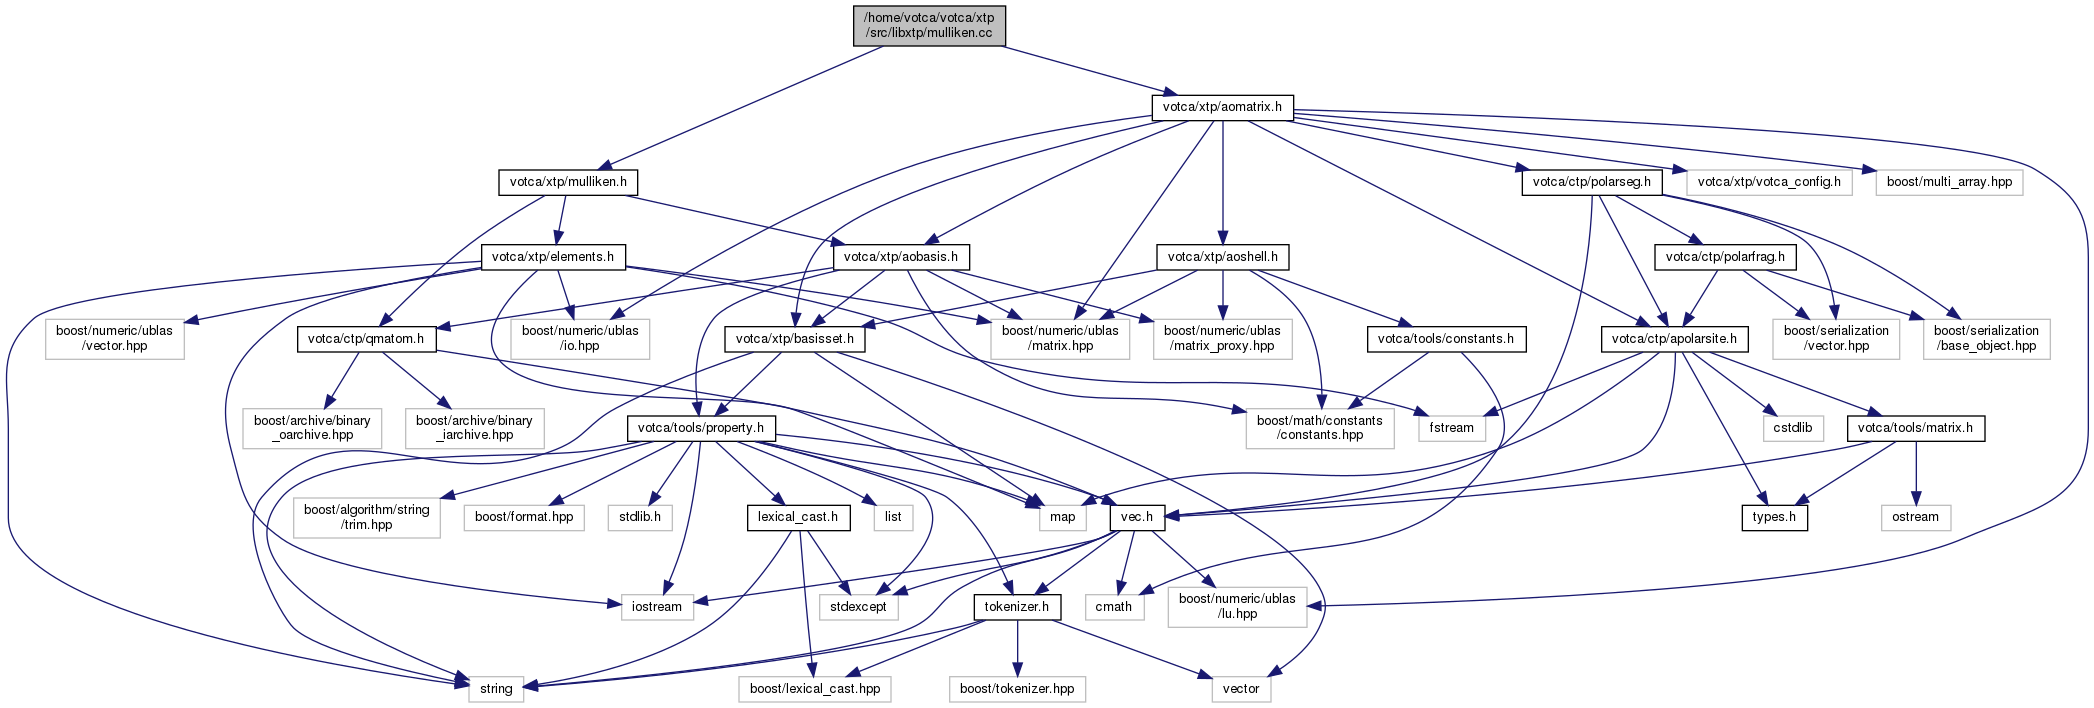 /home/votca/votca/xtp
/src/libxtp/mulliken.cc
votca/xtp/aomatrix.h
votca/xtp/mulliken.h
votca/ctp/polarseg.h
votca/xtp/votca_config.h
boost/multi_array.hpp
votca/xtp/elements.h
votca/xtp/aobasis.h
votca/xtp/aoshell.h
votca/ctp/polarfrag.h
boost/numeric/ublas
/vector.hpp
votca/ctp/qmatom.h
boost/numeric/ublas
/io.hpp
votca/xtp/basisset.h
boost/numeric/ublas
/matrix.hpp
boost/numeric/ublas
/matrix_proxy.hpp
votca/tools/constants.h
votca/ctp/apolarsite.h
boost/serialization
/vector.hpp
boost/serialization
/base_object.hpp
boost/archive/binary
_oarchive.hpp
boost/archive/binary
_iarchive.hpp
votca/tools/property.h
boost/math/constants
/constants.hpp
fstream
cstdlib
votca/tools/matrix.h
boost/algorithm/string
/trim.hpp
boost/format.hpp
stdlib.h
lexical_cast.h
list
map
vec.h
types.h
ostream
iostream
stdexcept
tokenizer.h
cmath
boost/numeric/ublas
/lu.hpp
string
boost/lexical_cast.hpp
boost/tokenizer.hpp
vector